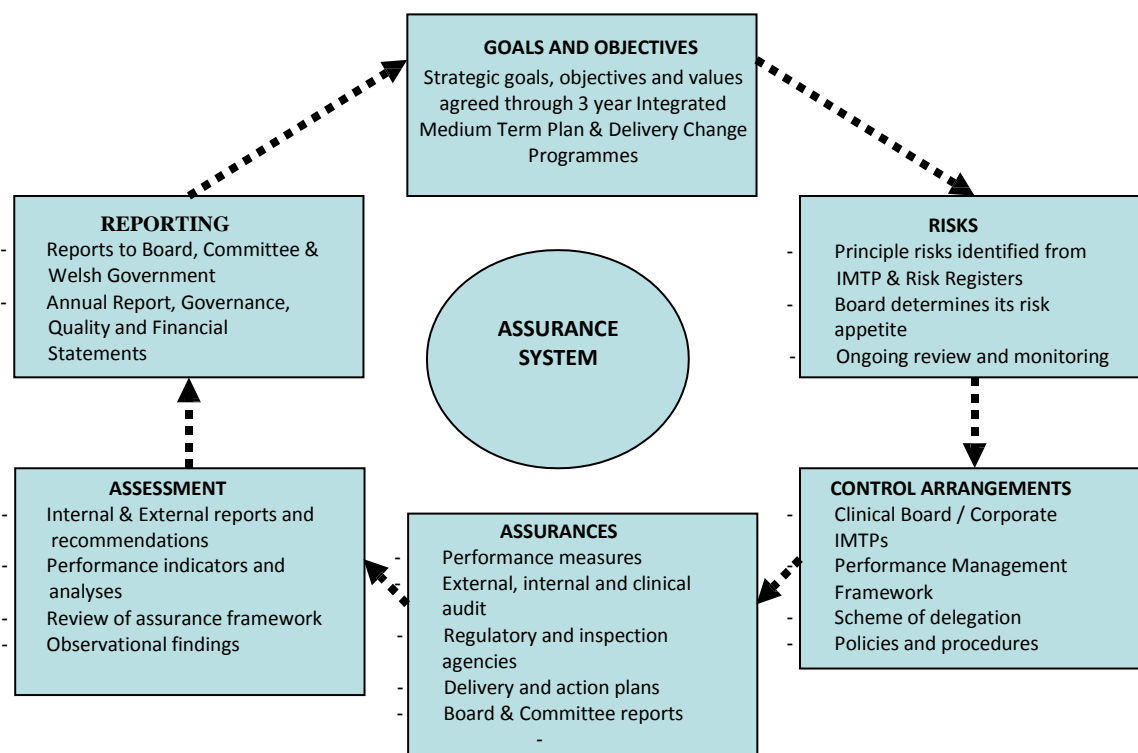 GOALS AND OBJECTIVES
Strategic goals, objectives and values
agreed through 3 year Integrated
Medium Term Plan & Delivery Change
Programmes
REPORTING
- Reports to Board, Committee &
Welsh Government
- Annual Report, Governance,
Quality and Financial
Statements
RISKS
- Principle risks identified from
IMTP & Risk Registers
- Board determines its risk
appetite
- Ongoing review and monitoring
ASSURANCE
SYSTEM
ASSESSMENT
- Internal & External reports and
recommendations
- Performance indicators and
analyses
- Review of assurance framework
- Observational findings
ASSURANCES
- Performance measures
- External, internal and clinical
audit
- Regulatory and inspection
agencies
- Delivery and action plans
- Board & Committee reports
-
CONTROL ARRANGEMENTS
- Clinical Board / Corporate
IMTPs
- Performance Management
Framework
- Scheme of delegation
- Policies and procedures